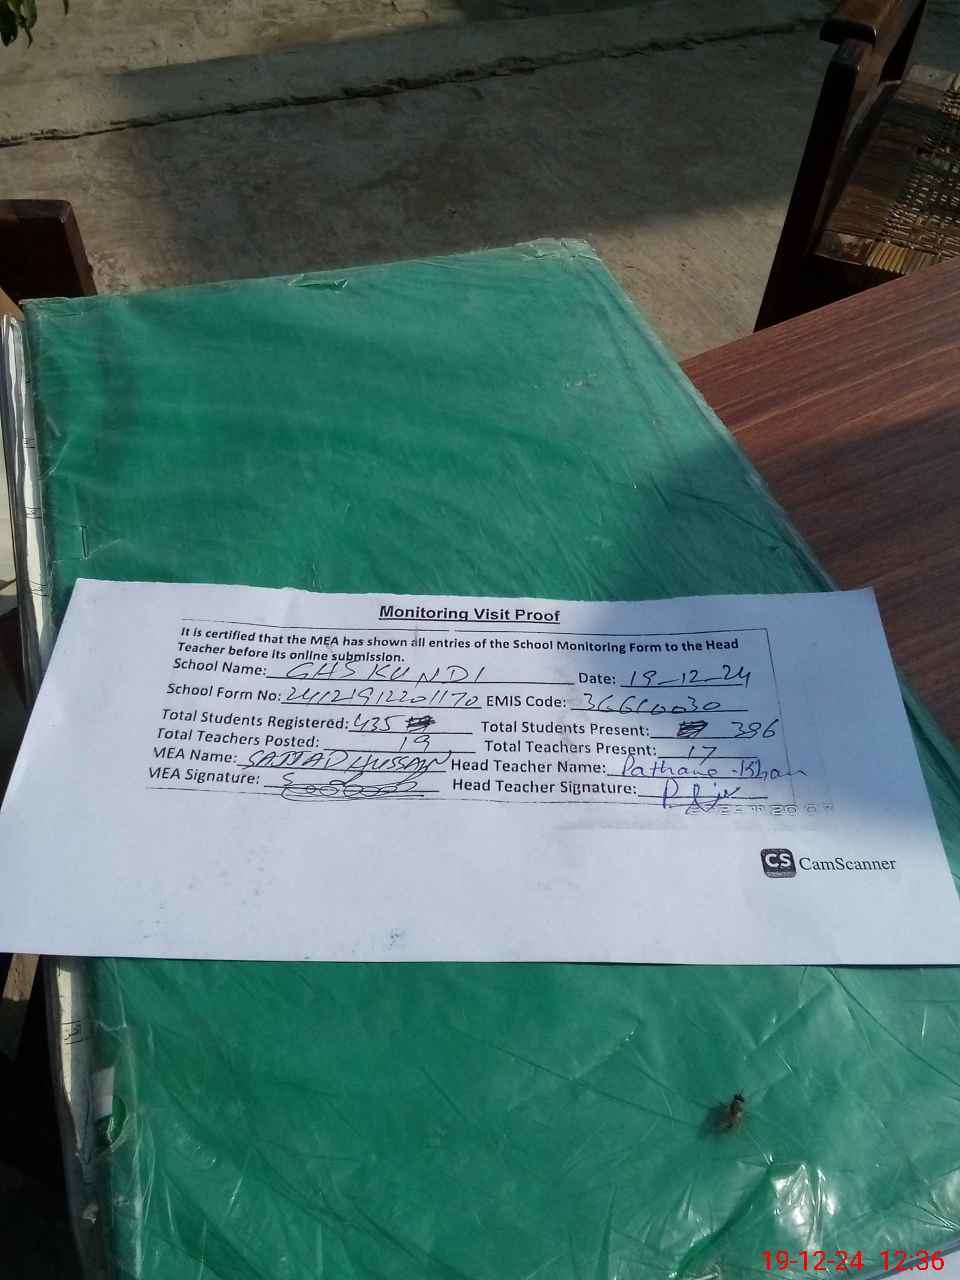 Monitoring Visit Proof
It is certified that the MEA has shown all entries of the School Monitoring Form to the Head
Teacher before its online submission.
School Name: GHS KUNDI Date: 19-12-24
School Form No: 24121912201170 EMIS Code: 36610030
Total Students Registered: 435 Total Students Present: 386
Total Teachers Posted: 19 Total Teachers Present: 17
MEA Name: SAJJAD HUSSAIN Head Teacher Name: Pathana Khan
MEA Signature: Head Teacher Signature:
CS CamScanner
19-12-24 12:36